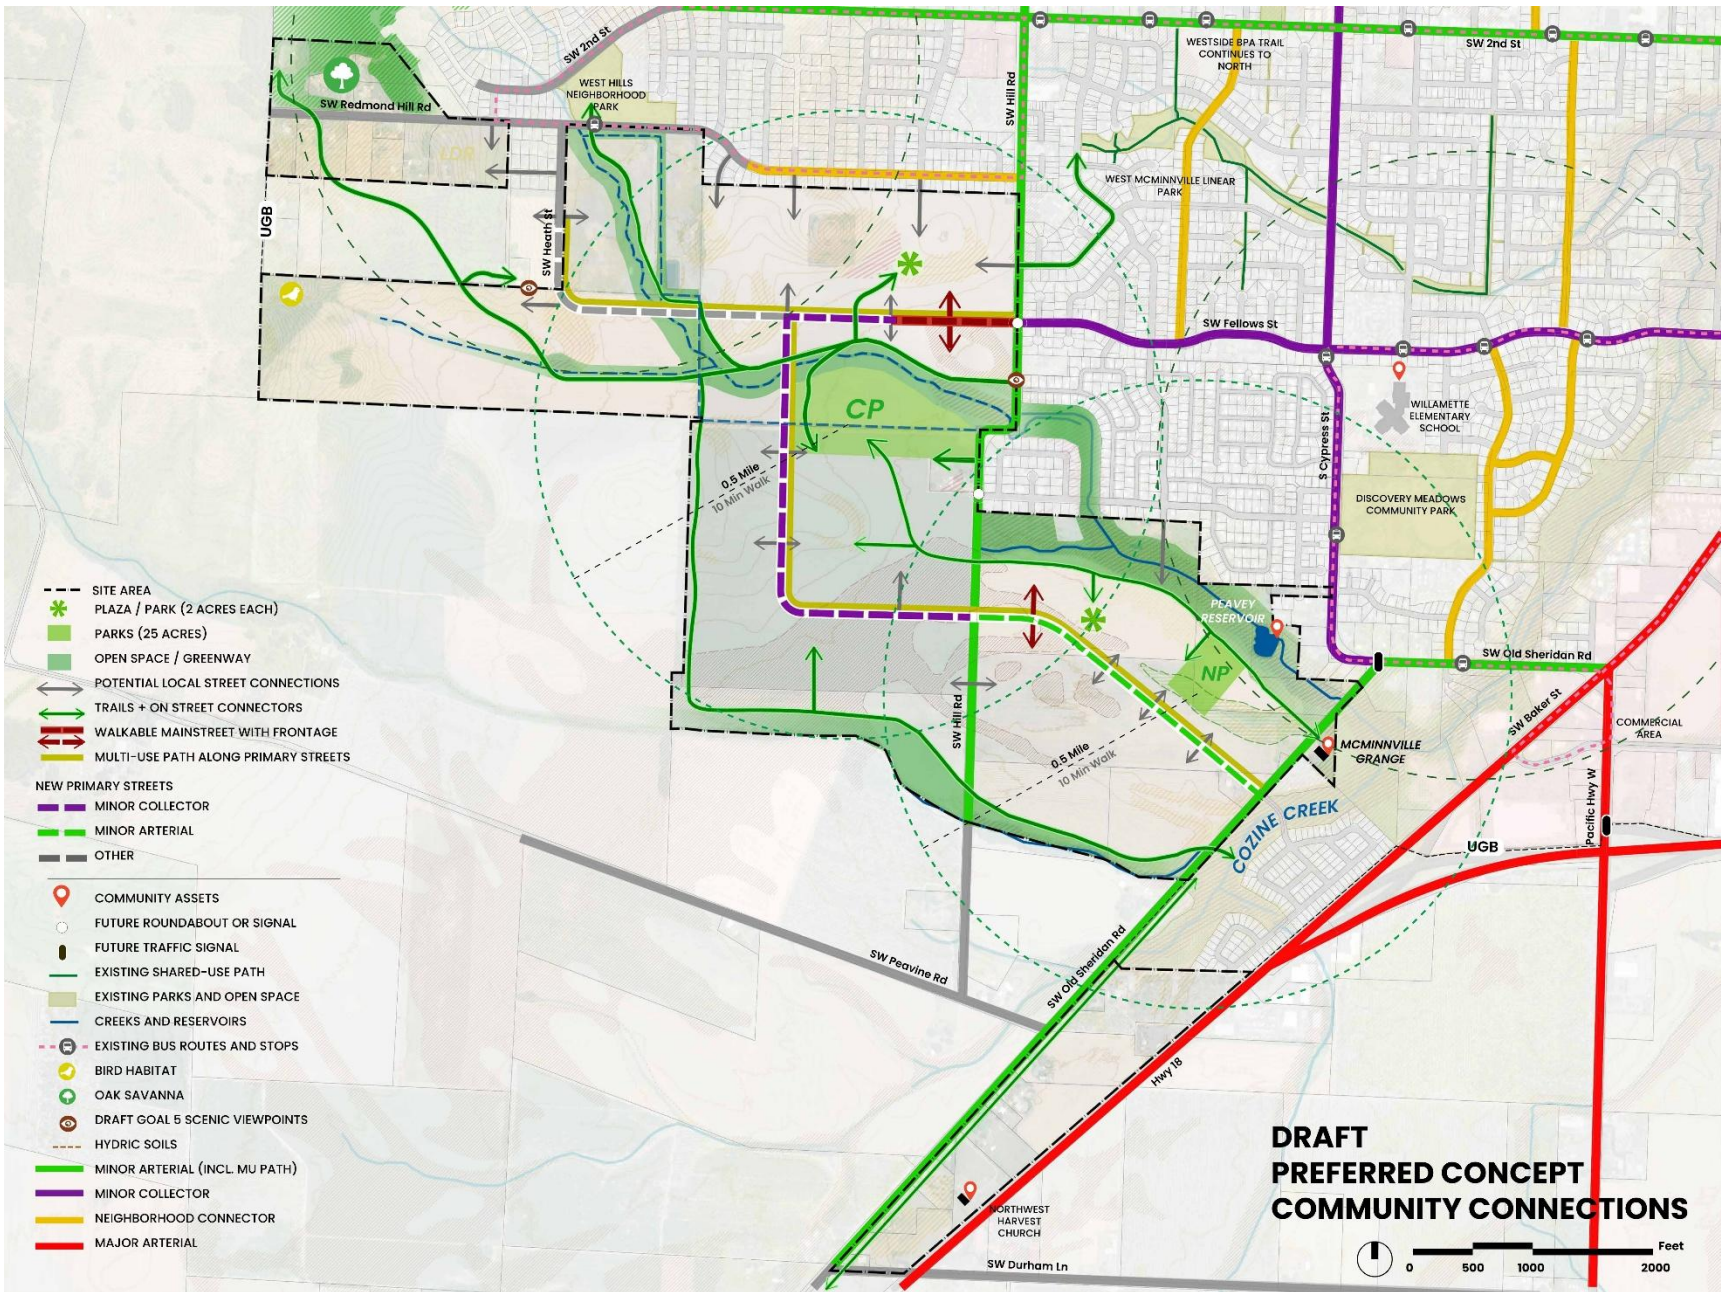 SW 2nd St
SW 2nd St
WESTSIDE BPA TRAIL
CONTINUES TO
NORTH
WEST HILLS
NEIGHBORHOOD
PARK
SW Hill Rd
SW Redmond Hill Rd
LDR
WEST MCMINNVILLE LINEAR
PARK
UGB
SW Heath St
SW Fellows St
CP
WILLAMETTE
ELEMENTARY
SCHOOL
S Cypress St
0.5 Mile
10 Min Walk
DISCOVERY MEADOWS
COMMUNITY PARK
PEAVEY
RESERVOIR
SW Old Sheridan Rd
NP
SW Hill Rd
SW Baker St
COMMERCIAL
AREA
MCMINNVILLE
GRANGE
0.5 Mile
10 Min Walk
Pacific Hwy W
COZINE CREEK
UGB
SW Peavine Rd
SW Old Sheridan Rd
Hwy 18
NORTHWEST
HARVEST
CHURCH
SW Durham Ln
SITE AREA
PLAZA / PARK (2 ACRES EACH)
PARKS (25 ACRES)
OPEN SPACE / GREENWAY
POTENTIAL LOCAL STREET CONNECTIONS
TRAILS + ON STREET CONNECTORS
WALKABLE MAINSTREET WITH FRONTAGE
MULTI-USE PATH ALONG PRIMARY STREETS
NEW PRIMARY STREETS
MINOR COLLECTOR
MINOR ARTERIAL
OTHER
COMMUNITY ASSETS
FUTURE ROUNDABOUT OR SIGNAL
FUTURE TRAFFIC SIGNAL
EXISTING SHARED-USE PATH
EXISTING PARKS AND OPEN SPACE
CREEKS AND RESERVOIRS
EXISTING BUS ROUTES AND STOPS
BIRD HABITAT
OAK SAVANNA
DRAFT GOAL 5 SCENIC VIEWPOINTS
HYDRIC SOILS
MINOR ARTERIAL (INCL. MU PATH)
MINOR COLLECTOR
NEIGHBORHOOD CONNECTOR
MAJOR ARTERIAL
DRAFT
PREFERRED CONCEPT
COMMUNITY CONNECTIONS
Feet
0 500 1000 2000